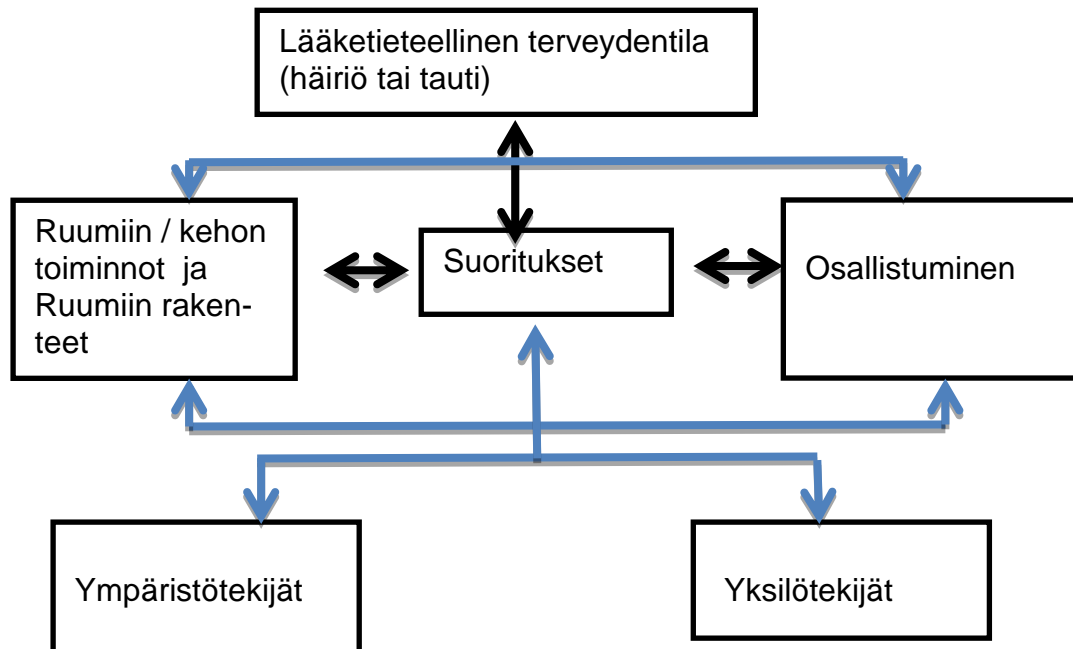 Lääketieteellinen terveydentila
(häiriö tai tauti)
Ruumiin / kehon
toiminnot ja
Ruumiin raken-
teet
Suoritukset
Osallistuminen
Ympäristötekijät
Yksilötekijät